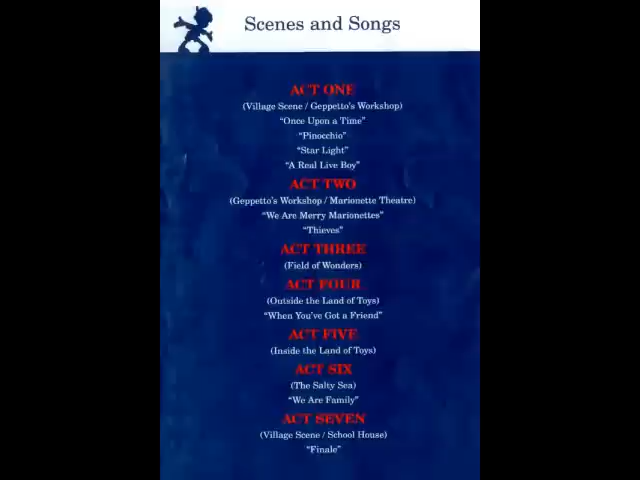 Scenes and Songs
ACT ONE
(Village Scene / Geppetto's Workshop)
"Once Upon a Time"
"Pinocchio"
"Star Light"
"A Real Live Boy"
ACT TWO
(Geppetto's Workshop / Marionette Theatre)
"We Are Merry Marionettes"
"Thieves"
ACT THREE
(Field of Wonders)
ACT FOUR
(Outside the Land of Toys)
"When You've Got a Friend"
ACT FIVE
(Inside the Land of Toys)
ACT SIX
(The Salty Sea)
"We Are Family"
ACT SEVEN
(Village Scene / School House)
"Finale"